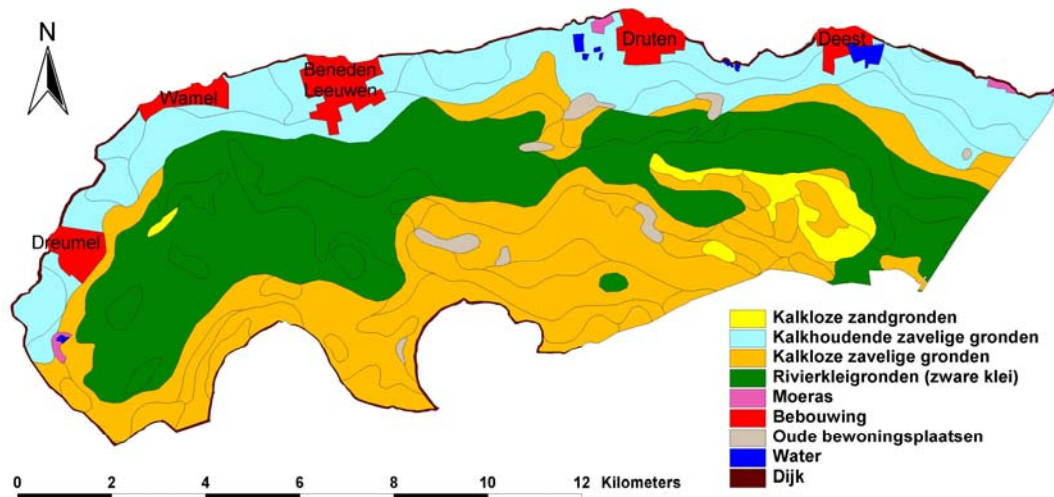 N
Druten
Deest
Beneden
Leeuwen
Wamel
Dreumel
Kalkloze zandgronden
Kalkhoudende zavelige gronden
Kalkloze zavelige gronden
Rivierkleigronden (zware klei)
Moeras
Bebouwing
Oude bewoningsplaatsen
Water
Dijk
0 2 4 6 8 10 12 Kilometers